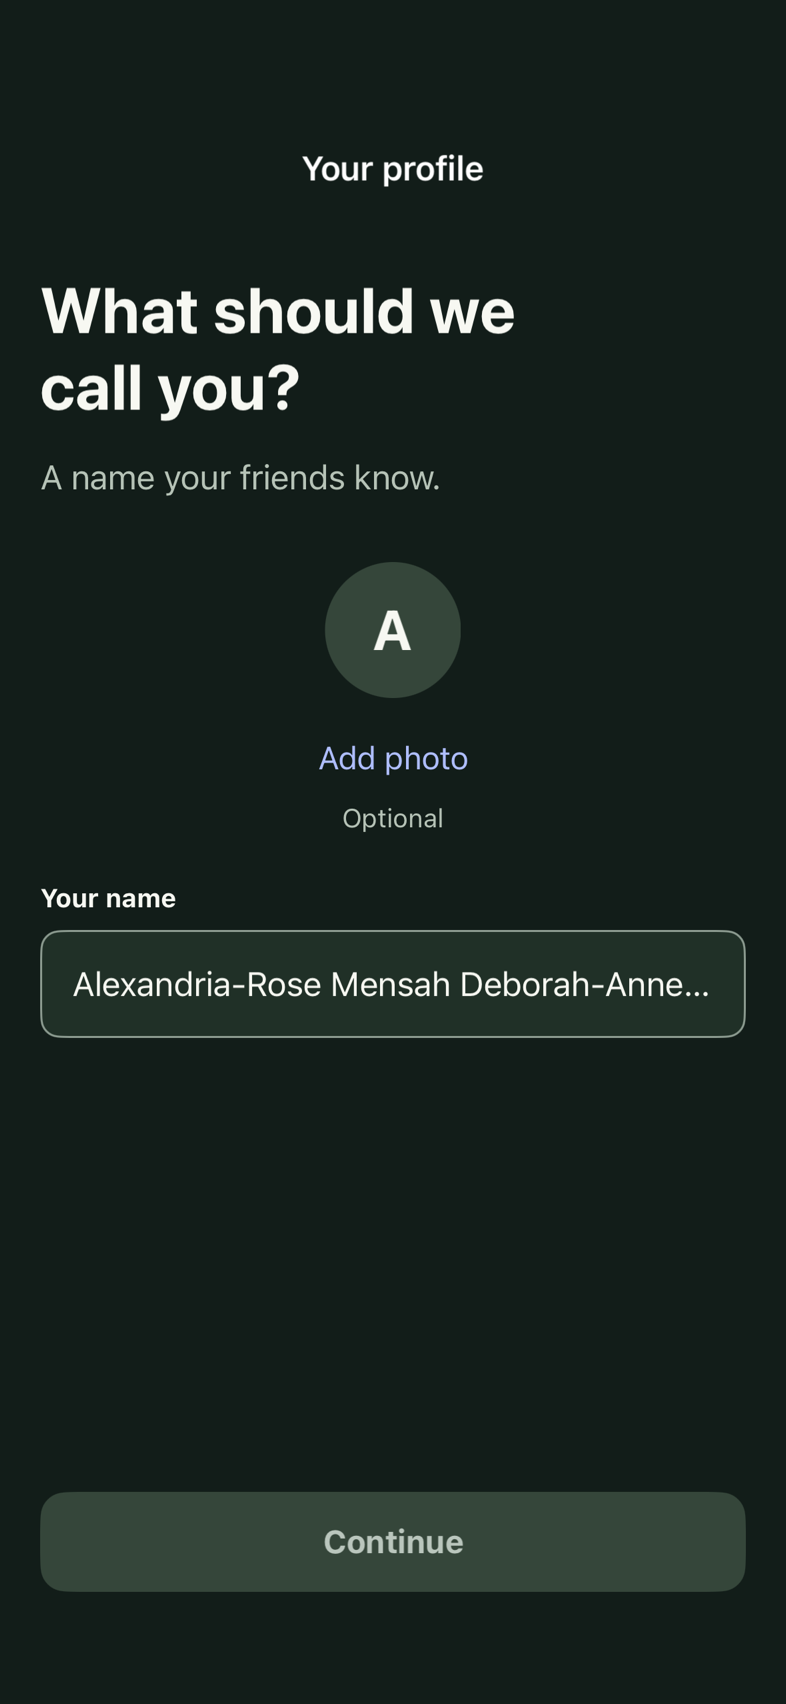 Your profile
What should we
call you?
A name your friends know.
A
Add photo
Optional
Your name
Alexandria-Rose Mensah Deborah-Anne...
Continue